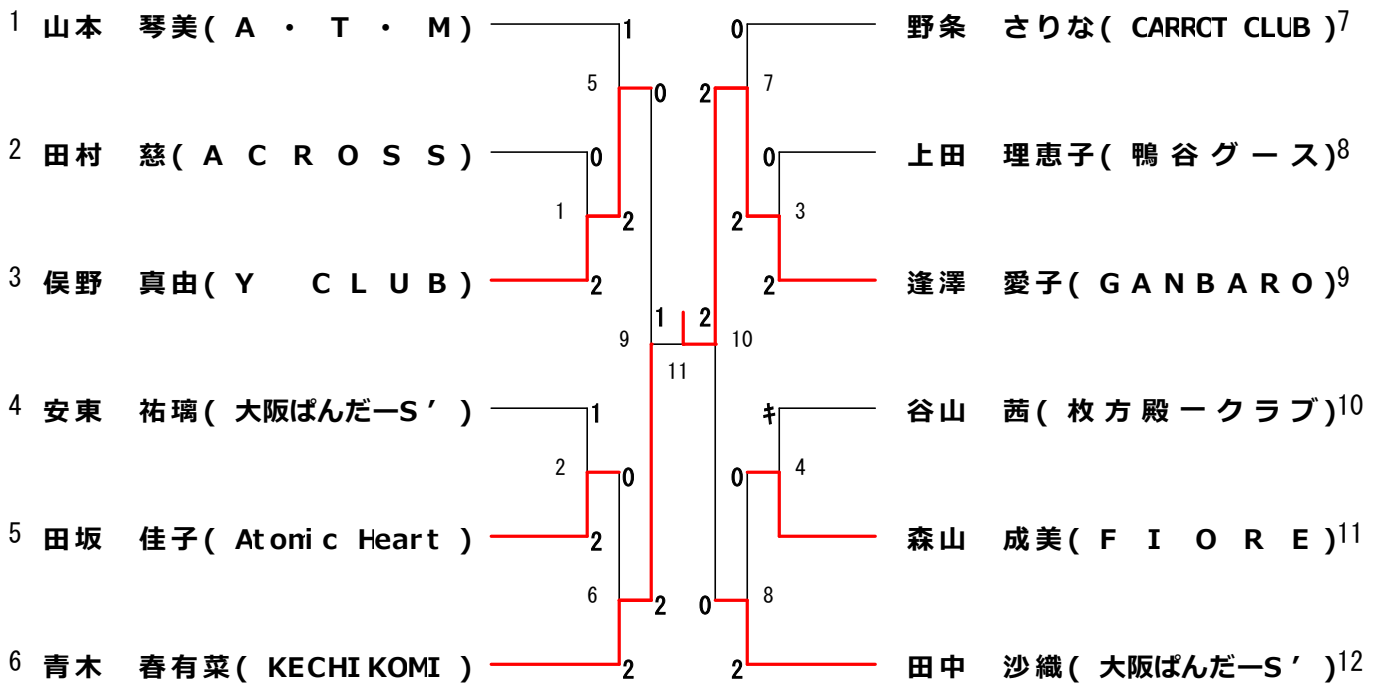 1 山本 琴美( A ・ T ・ M ) 1 0 野条 さりな( CARROT CLUB )7
5 0 2 7
2 田村 慈( A C R O S S ) 0 0 上田 理恵子( 鴨谷グース)8
1 2 2 3
3 俣野 真由( Y CLUB ) 2 2 逢澤 愛子( GANBARO)9
1 2
9 10
11
4 安東 祐璃( 大阪ぱんだーS′ ) 1 キ 谷山 茜( 枚方殿ークラブ)10
2 0 0 4
5 田坂 佳子( Atomic Heart ) 2 森山 成美( F I O R E )11
6 2 0 8
6 青木 春有菜( KECHIKOMI ) 2 2 田中 沙織( 大阪ぱんだーS′ )12